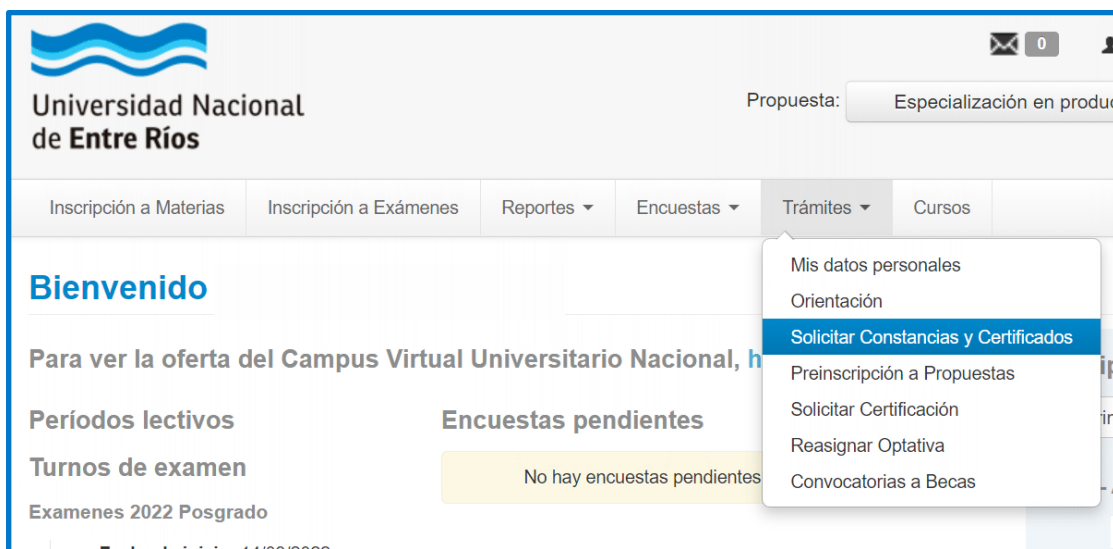 0
Universidad Nacional
de Entre Ríos
Propuesta:
Especialización en
Inscripción a Materias
Inscripción a Exámenes
Reportes
Encuestas
Trámites
Cursos
Mis datos personales
Orientación
Solicitar Constancias y Certificados
Preinscripción a Propuestas
Solicitar Certificación
Reasignar Optativa
Convocatorias a Becas
Bienvenido
Para ver la oferta del Campus Virtual Universitario Nacional,
Períodos lectivos
Turnos de examen
Examenes 2022 Posgrado
Encuestas pendientes
No hay encuestas pendientes